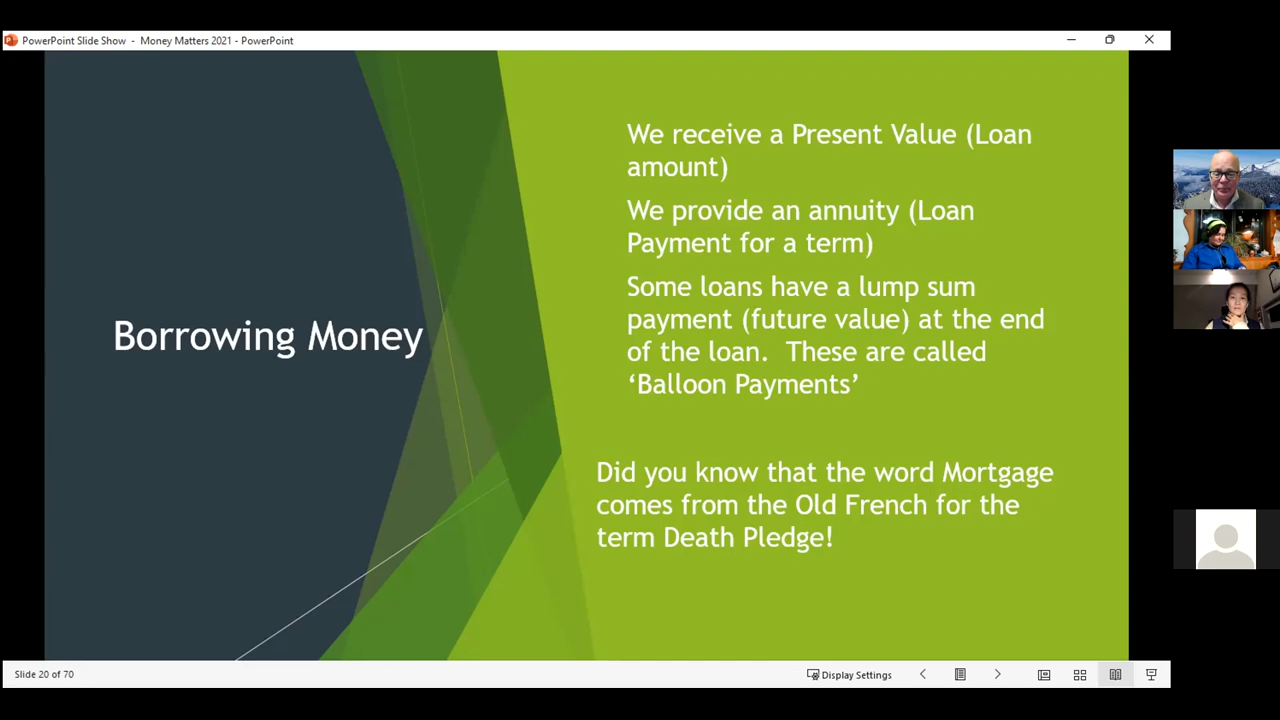 PowerPoint Slide Show - Money Matters 2021 - PowerPoint
Borrowing Money
We receive a Present Value (Loan
amount)
We provide an annuity (Loan
Payment for a term)
Some loans have a lump sum
payment (future value) at the end
of the loan.  These are called
‘Balloon Payments’
Did you know that the word Mortgage
comes from the Old French for the
term Death Pledge!
Slide 20 of 70
Display Settings